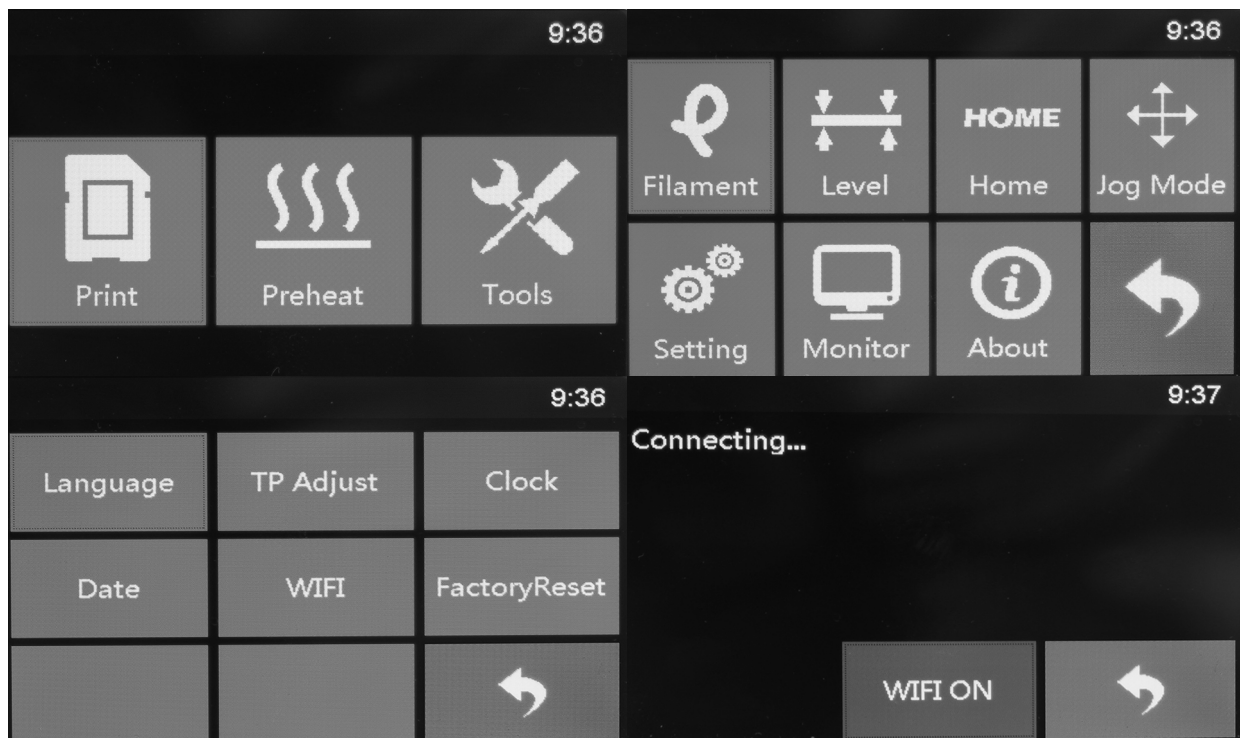 9:36
Print
Preheat
Tools
9:36
Filament
Level
HOME
Home
Jog Mode
Setting
Monitor
About
9:36
Language
TP Adjust
Clock
Date
WIFI
FactoryReset
9:37
Connecting...
WIFI ON